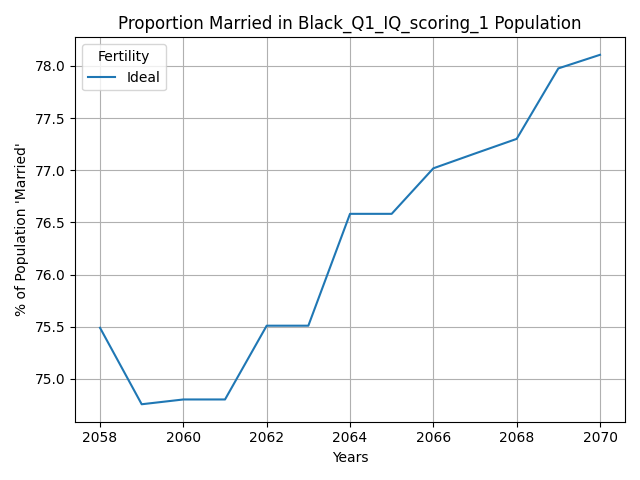 Proportion Married in Black_Q1_IQ_scoring_1 Population
Fertility
Ideal
% of Population 'Married'
78.0
77.5
77.0
76.5
76.0
75.5
75.0
2058 2060 2062 2064 2066 2068 2070
Years